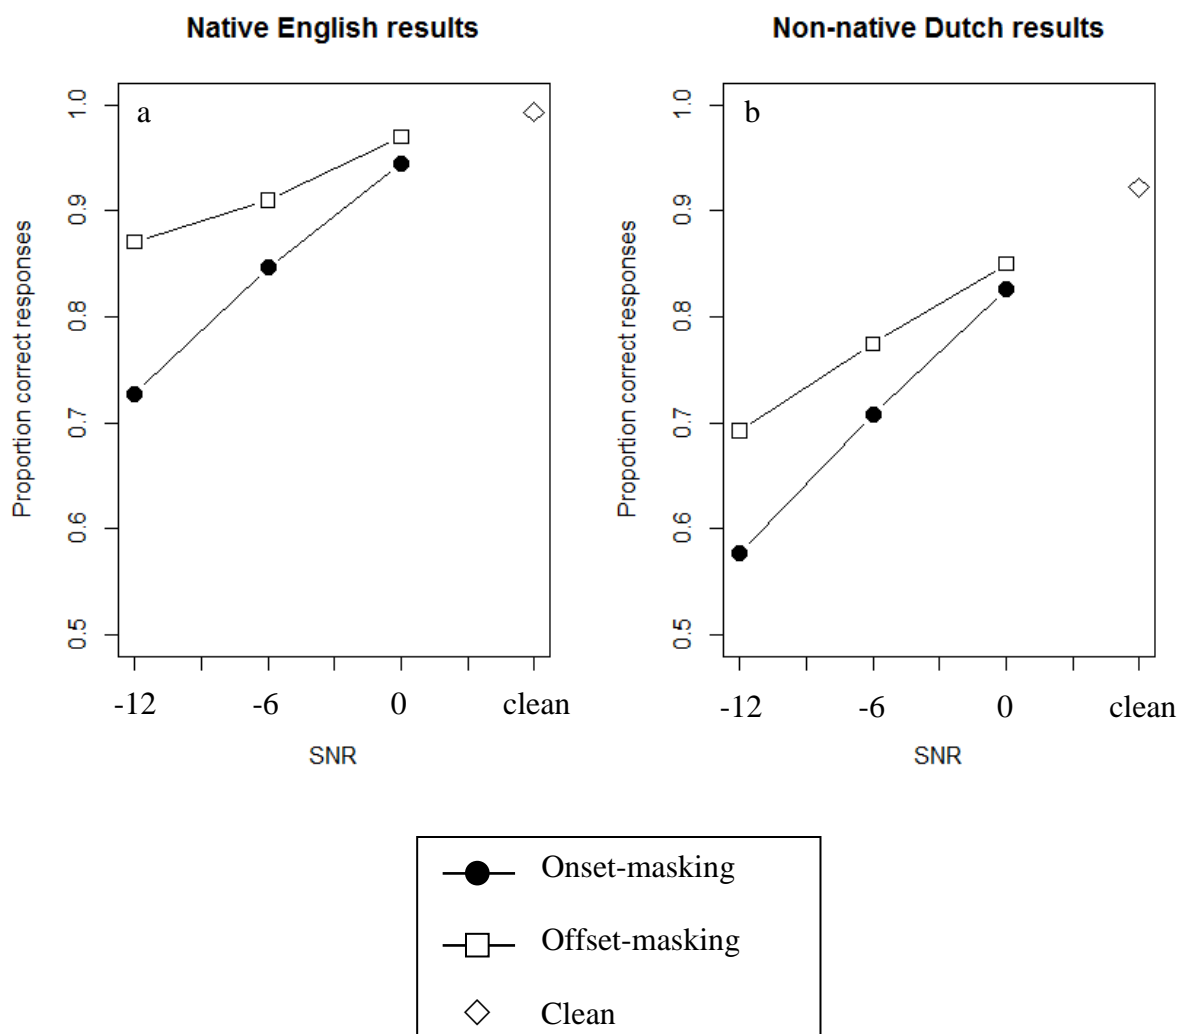 Native English results
a
Proportion correct responses
1.0
0.9
0.8
0.7
0.6
0.5
-12 -6 0 clean
SNR
Non-native Dutch results
b
Proportion correct responses
1.0
0.9
0.8
0.7
0.6
0.5
-12 -6 0 clean
SNR
Onset-masking
Offset-masking
Clean